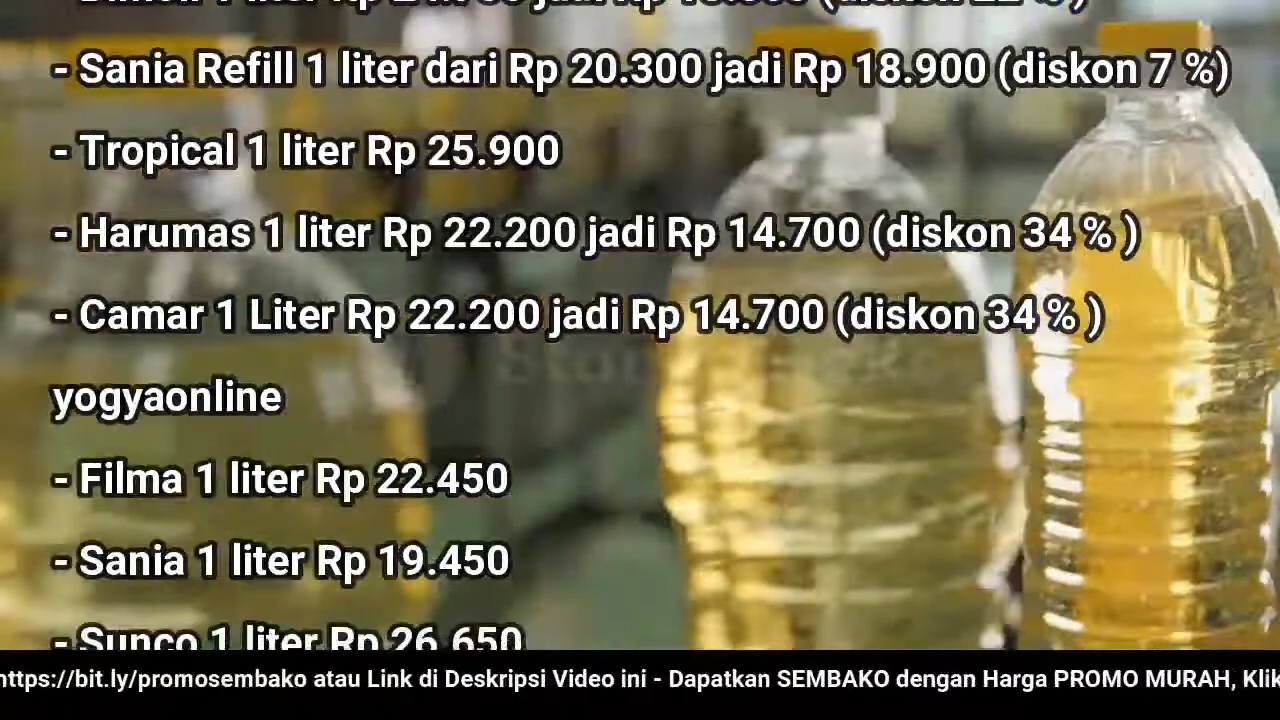 - Sania Refill 1 liter dari Rp 20.300 jadi Rp 18.900 (diskon 7 %)
- Tropical 1 liter Rp 25.900
- Harumas 1 liter Rp 22.200 jadi Rp 14.700 (diskon 34 % )
- Camar 1 Liter Rp 22.200 jadi Rp 14.700 (diskon 34 % )
yogyaonline
- Filma 1 liter Rp 22.450
- Sania 1 liter Rp 19.450
- Sunco 1 liter Rp 26.650
https://bit.ly/promosembako atau Link di Deskripsi Video ini - Dapatkan SEMBAKO dengan Harga PROMO MURAH, Klik